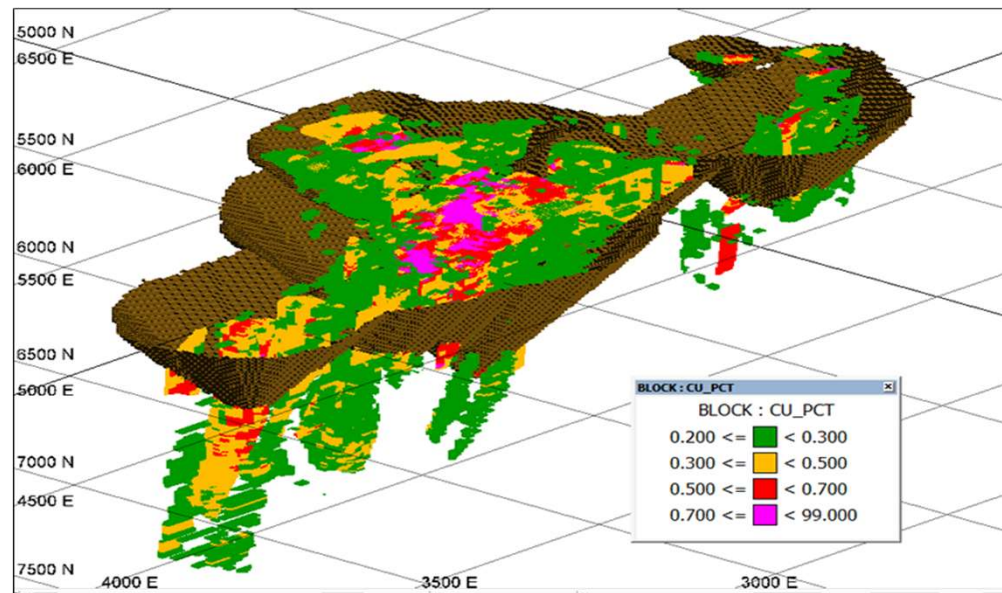 5000 N
6500 E
5500 N
6000 E
6000 N
5500 E
6500 N
5000 E
7000 N
4500 E
7500 N
4000 E
3500 E
3000 E
BLOCK : CU_PCT
BLOCK : CU_PCT
0.200 <= < 0.300
0.300 <= < 0.500
0.500 <= < 0.700
0.700 <= < 99.000